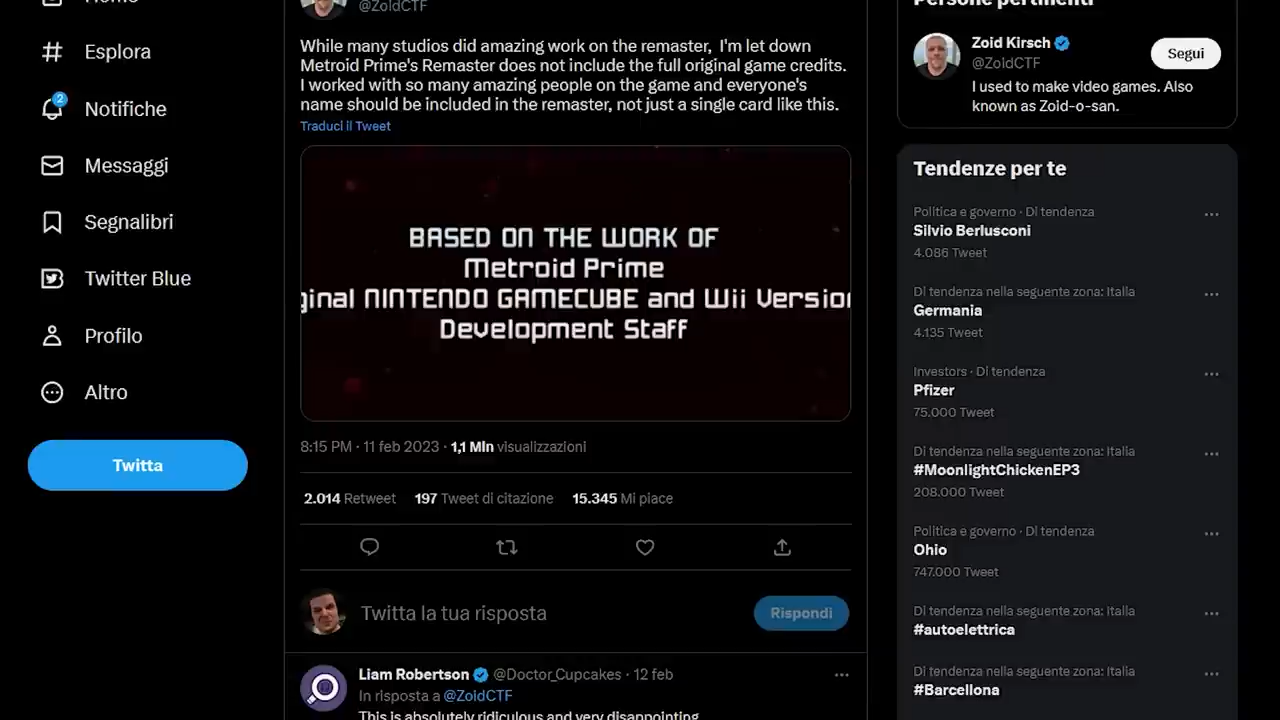 Home
Esplora
2
Notifiche
Messaggi
Segnalibri
Twitter Blue
Profilo
Altro
Twitta
@ZoidCTF
While many studios did amazing work on the remaster, I'm let down
Metroid Prime's Remaster does not include the full original game credits.
I worked with so many amazing people on the game and everyone's
name should be included in the remaster, not just a single card like this.
Traduci il Tweet
BASED ON THE WORK OF
Metroid Prime
ginal NINTENDO GAMECUBE and Wii Version
Development Staff
8:15 PM · 11 feb 2023 · 1,1 Mln visualizzazioni
2.014 Retweet 197 Tweet di citazione 15.345 Mi piace
Twitta la tua risposta
Rispondi
Liam Robertson @Doctor_Cupcakes · 12 feb
In risposta a @ZoidCTF
This is absolutely ridiculous and very disappointing
Persone pertinenti
Zoid Kirsch
@ZoidCTF
Segui
I used to make video games. Also
known as Zoid-o-san.
Tendenze per te
Politica e governo · Di tendenza
Silvio Berlusconi
4.086 Tweet
Di tendenza nella seguente zona: Italia
Germania
4.135 Tweet
Investors · Di tendenza
Pfizer
75.000 Tweet
Di tendenza nella seguente zona: Italia
#MoonlightChickenEP3
208.000 Tweet
Politica e governo · Di tendenza
Ohio
747.000 Tweet
Di tendenza nella seguente zona: Italia
#autoelettrica
Di tendenza nella seguente zona: Italia
#Barcellona